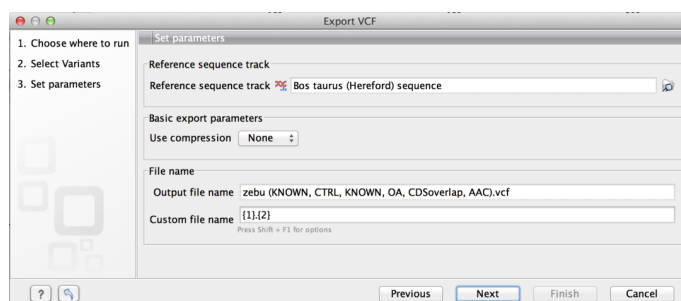 Export VCF
1. Choose where to run
2. Select Variants
3. Set parameters
Set parameters
Reference sequence track
Reference sequence track Bos taurus (Hereford) sequence
Basic export parameters
Use compression None
File name
Output file name zebu (KNOWN, CTRL, KNOWN, OA, CDSoverlap, AAC).vcf
Custom file name {1}.{2}
Press Shift + F1 for options
? Previous Next Finish Cancel